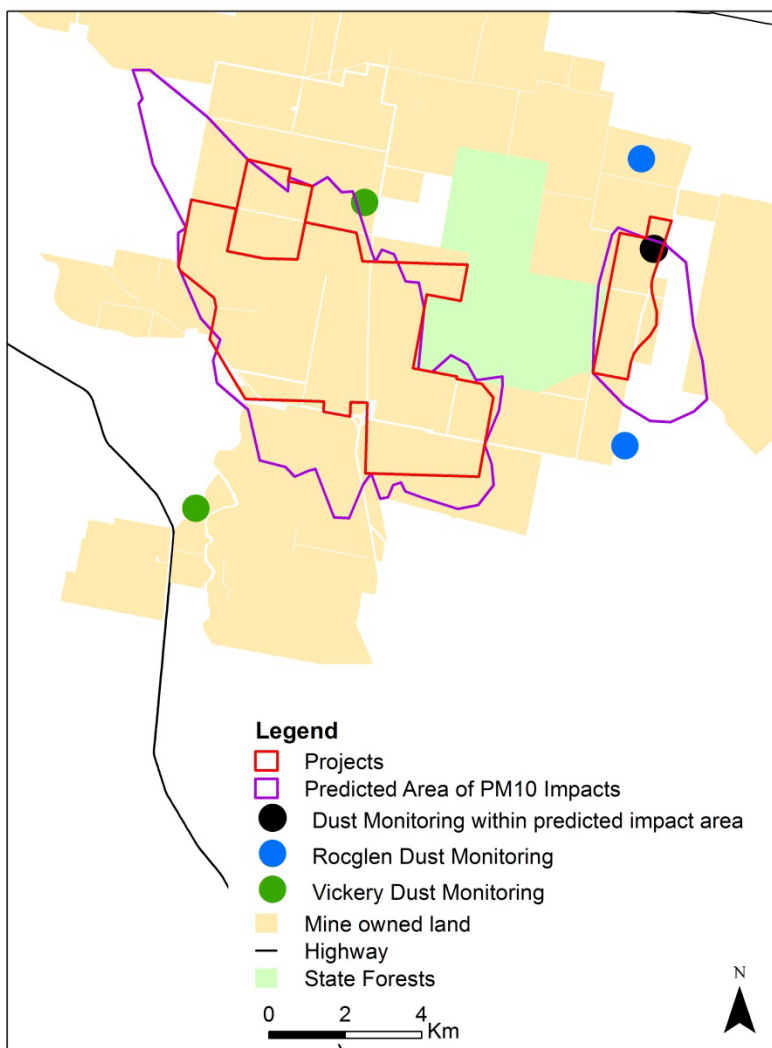 Legend
Projects
Predicted Area of PM10 Impacts
Dust Monitoring within predicted impact area
Rocglen Dust Monitoring
Vickery Dust Monitoring
Mine owned land
Highway
State Forests
0 2 4
Km
N